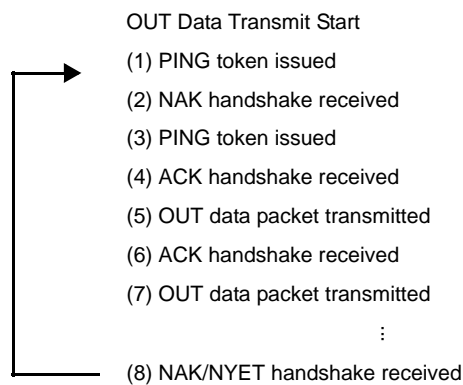 OUT Data Transmit Start
(1) PING token issued
(2) NAK handshake received
(3) PING token issued
(4) ACK handshake received
(5) OUT data packet transmitted
(6) ACK handshake received
(7) OUT data packet transmitted
⋮
(8) NAK/NYET handshake received